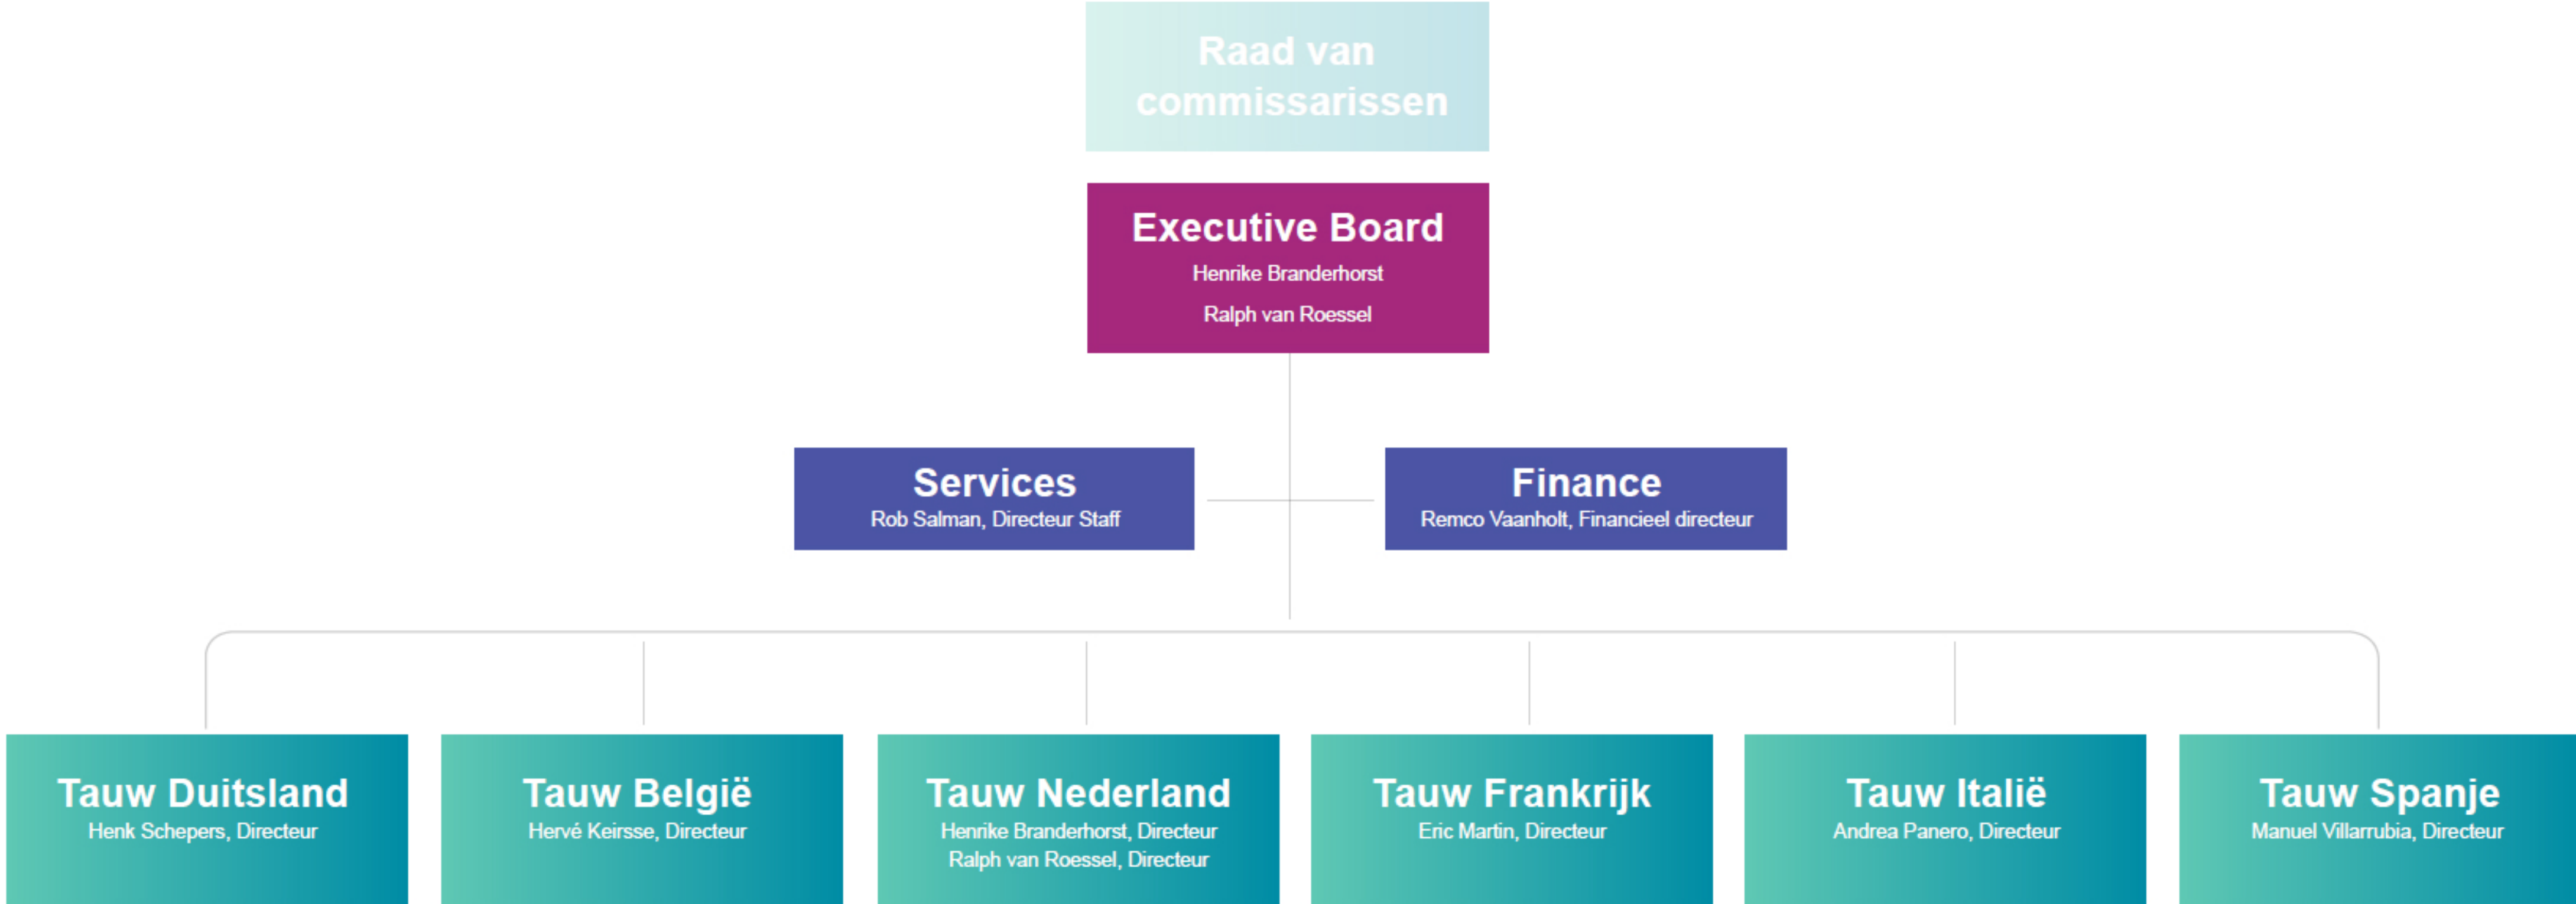 Raad van
commissarissen
Executive Board
Henrike Branderhorst
Ralph van Roessel
Services
Rob Salman, Directeur Staff
Finance
Remco Vaanholt, Financieel directeur
Tauw Duitsland
Henk Schepers, Directeur
Tauw België
Hervé Keirsse, Directeur
Tauw Nederland
Henrike Branderhorst, Directeur
Ralph van Roessel, Directeur
Tauw Frankrijk
Eric Martin, Directeur
Tauw Italië
Andrea Panero, Directeur
Tauw Spanje
Manuel Villarrubia, Directeur